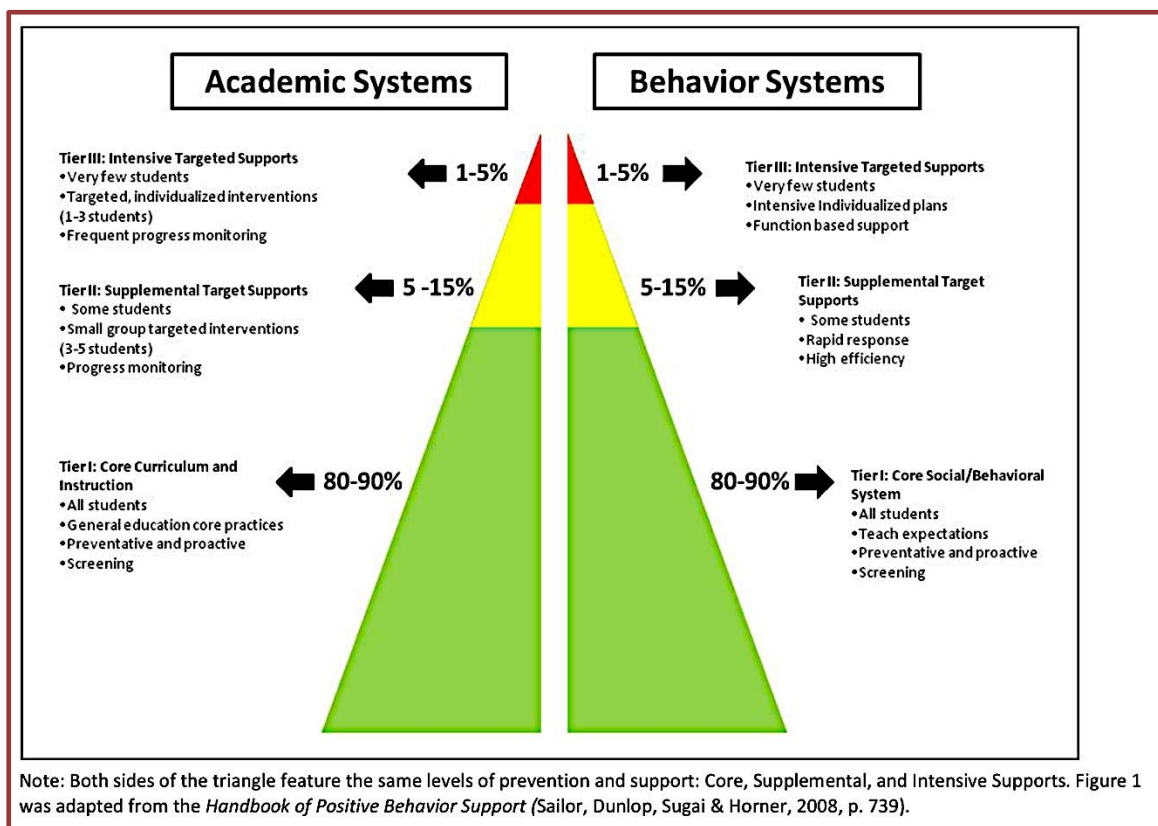 Academic Systems
Behavior Systems
Tier III: Intensive Targeted Supports
•Very few students
•Targeted, individualized interventions
(1-3 students)
•Frequent progress monitoring
1-5%
1-5%
Tier III: Intensive Targeted Supports
•Very few students
•Intensive Individualized plans
•Function based support
Tier II: Supplemental Target Supports
• Some students
•Small group targeted interventions
(3-5 students)
•Progress monitoring
5 -15%
5-15%
Tier II: Supplemental Target
Supports
• Some students
•Rapid response
•High efficiency
Tier I: Core Curriculum and
Instruction
•All students
•General education core practices
•Preventative and proactive
•Screening
80-90%
80-90%
Tier I: Core Social/Behavioral
System
•All students
•Teach expectations
•Preventative and proactive
•Screening
Note: Both sides of the triangle feature the same levels of prevention and support: Core, Supplemental, and Intensive Supports. Figure 1
was adapted from the Handbook of Positive Behavior Support (Sailor, Dunlop, Sugai & Horner, 2008, p. 739).